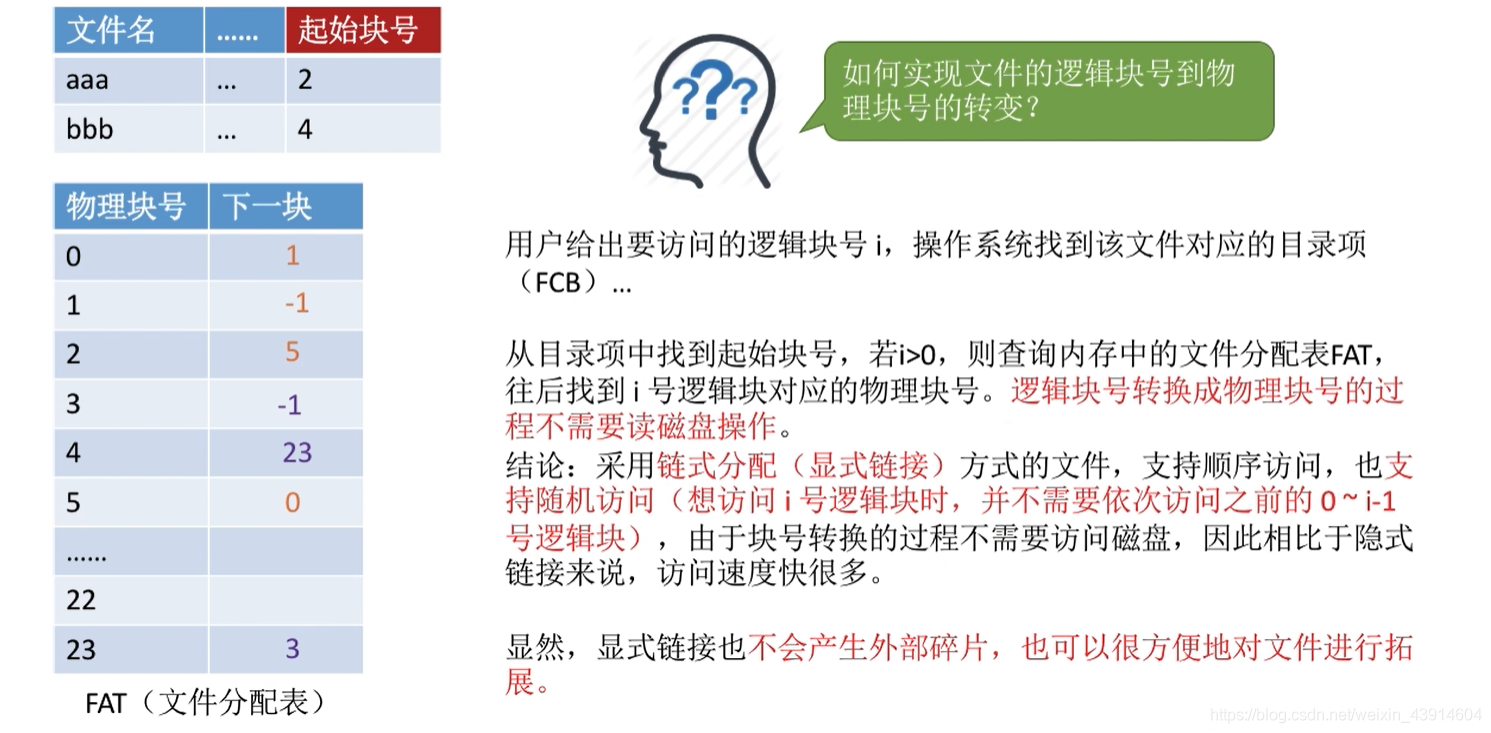 文件名 …… 起始块号
aaa ... 2
bbb ... 4
物理块号 下一块
0 1
1 -1
2 5
3 -1
4 23
5 0
……
22
23 3
FAT（文件分配表）
???
如何实现文件的逻辑块号到物
理块号的转变？
用户给出要访问的逻辑块号 i，操作系统找到该文件对应的目录项
（FCB）…
从目录项中找到起始块号，若i>0，则查询内存中的文件分配表FAT，
往后找到 i 号逻辑块对应的物理块号。逻辑块号转换成物理块号的过
程不需要读磁盘操作。
结论：采用链式分配（显式链接）方式的文件，支持顺序访问，也支
持随机访问（想访问 i 号逻辑块时，并不需要依次访问之前的 0 ~ i-1
号逻辑块），由于块号转换的过程不需要访问磁盘，因此相比于隐式
链接来说，访问速度快很多。
显然，显式链接也不会产生外部碎片，也可以很方便地对文件进行拓
展。
https://blog.csdn.net/weixin_43914604